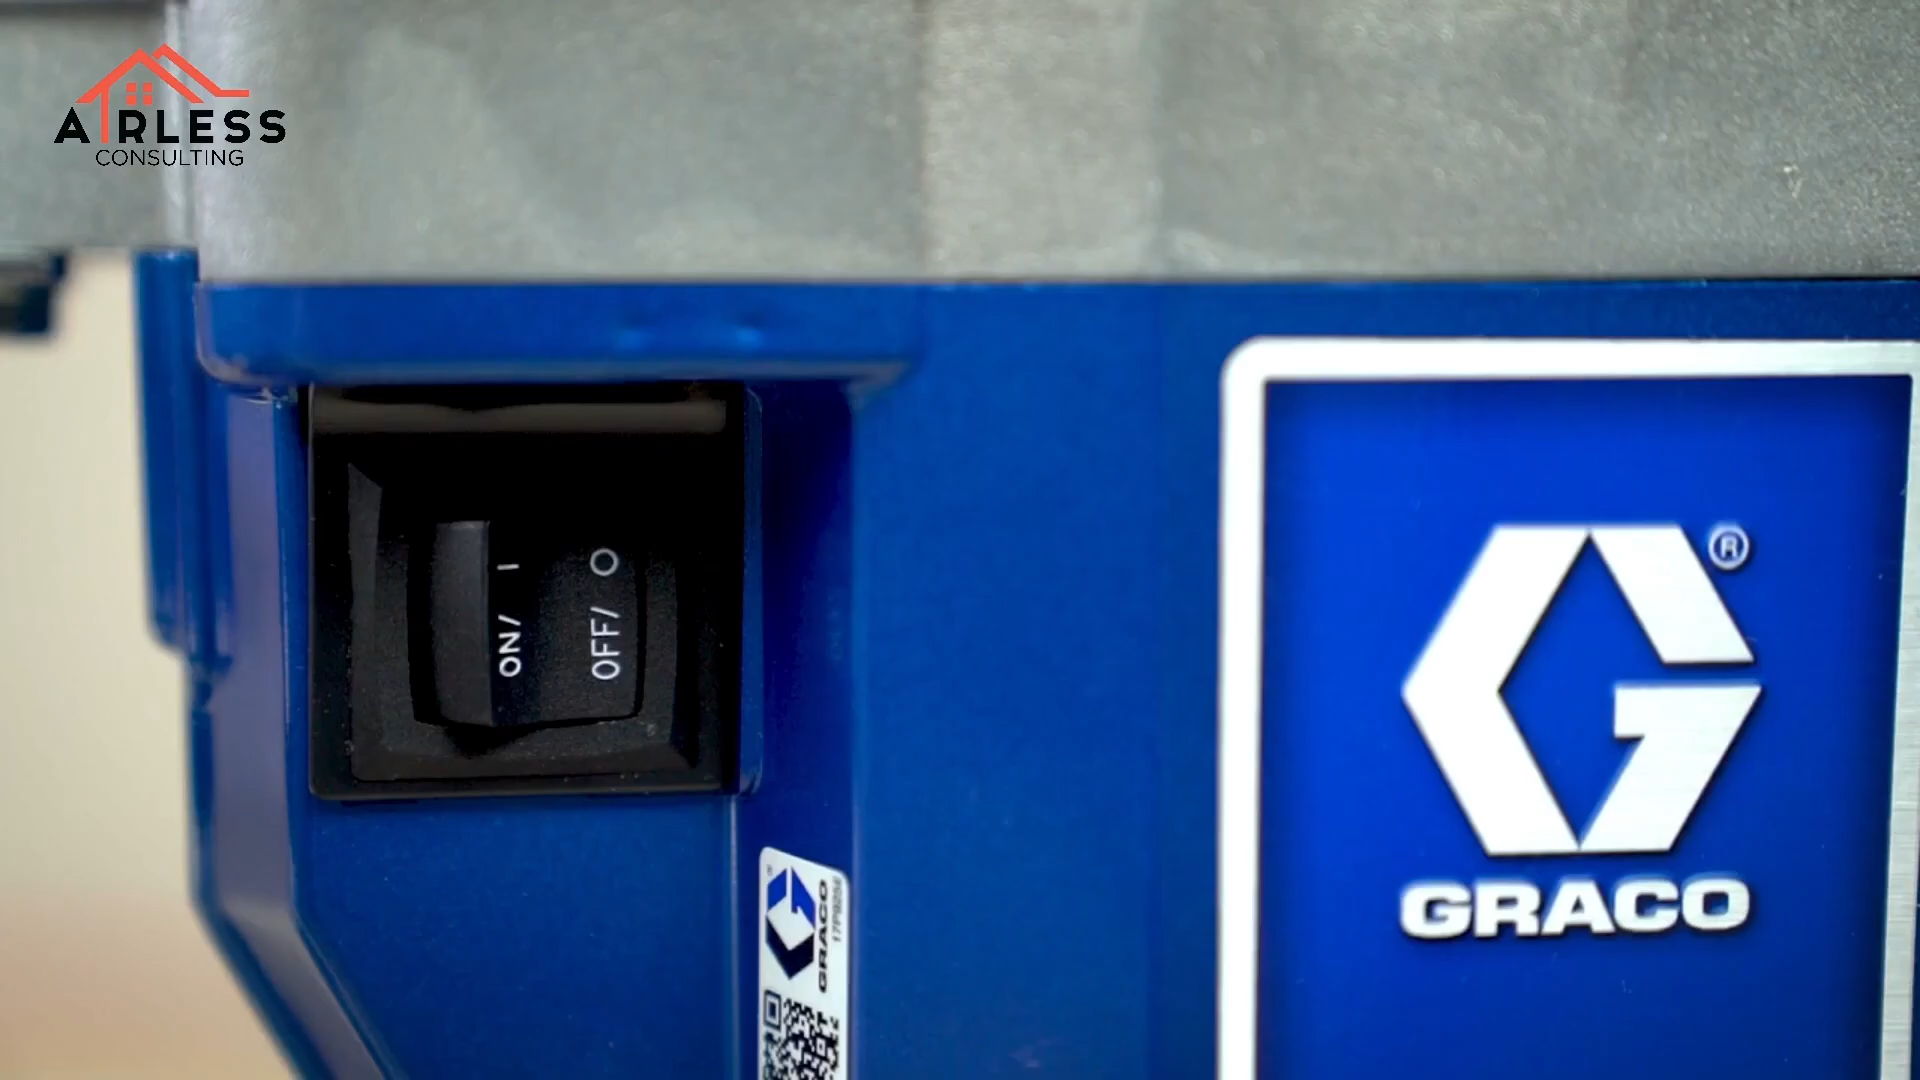 AIRLESS
CONSULTING
ON/ I
OFF/ O
®
GRACO
GRACO